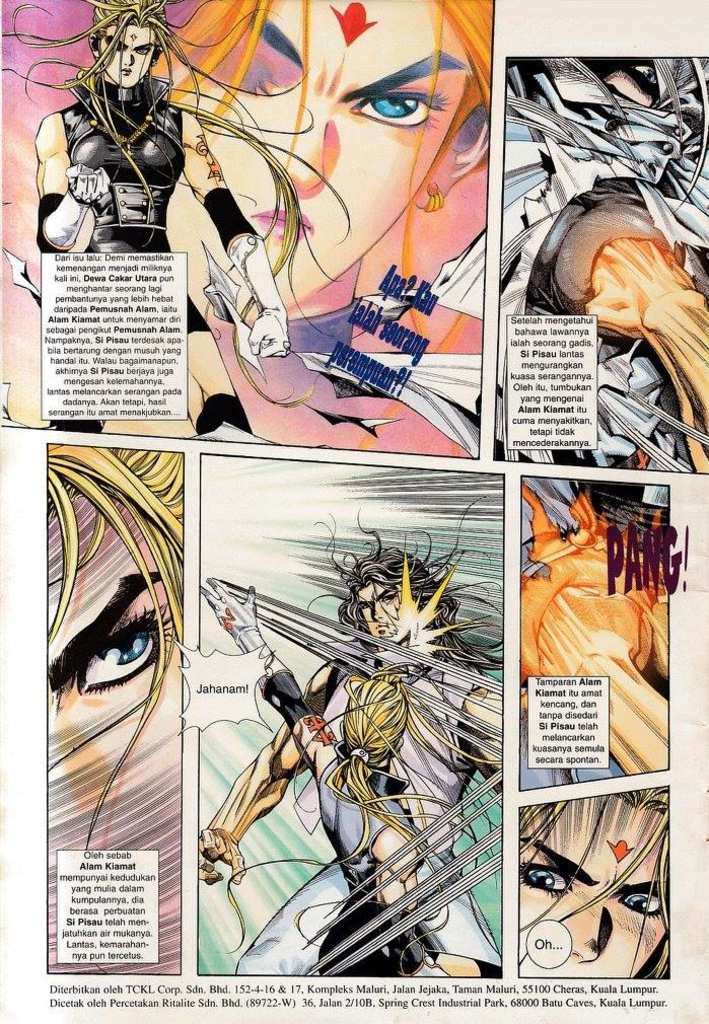 Dari isu lalu: Demi memastikan
kemenangan menjadi miliknya
kali ini, Dewa Cakar Utara pun
menghantar seorang lagi
pembantunya yang lebih hebat
daripada Pemusnah Alam, iaitu
Alam Kiamat untuk menyamar diri
sebagai pengikut Pemusnah Alam.
Nampaknya, Si Pisau terdesak apa-
bila bertarung dengan musuh yang
handal itu. Walau bagaimanapun,
akhirnya Si Pisau berjaya juga
mengesan kelemahannya,
lantas melancarkan serangan pada
dadanya. Akan tetapi, hasil
serangan itu amat menakjubkan....
Apa? Kau
ialah seorang
perempuan?!
Setelah mengetahui
bahawa lawannya
ialah seorang gadis,
Si Pisau lantas
mengurangkan
kuasa serangannya.
Oleh itu, tumbukan
yang mengenai
Alam Kiamat itu
cuma menyakitkan,
tetapi tidak
mencederakannya.
Oleh sebab
Alam Kiamat
mempunyai kedudukan
yang mulia dalam
kumpulannya, dia
berasa perbuatan
Si Pisau telah men-
jatuhkan air mukanya.
Lantas, kemarahan-
nya pun tercetus.
Jahanam!
PANG!
Tamparan Alam
Kiamat itu amat
kencang, dan
tanpa disedari
Si Pisau telah
melancarkan
kuasanya semula
secara spontan.
Oh...
Diterbitkan oleh TCKL Corp. Sdn. Bhd. 152-4-16 & 17, Kompleks Maluri, Jalan Jejaka, Taman Maluri, 55100 Cheras, Kuala Lumpur.
Dicetak oleh Percetakan Ritalite Sdn. Bhd. (89722-W) 36, Jalan 2/10B, Spring Crest Industrial Park, 68000 Batu Caves, Kuala Lumpur.